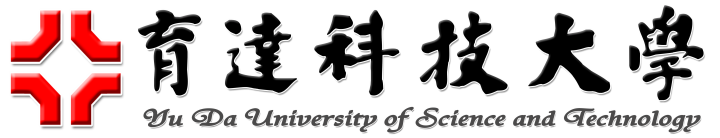 育達科技大學
Yu Da University of Science and Technology